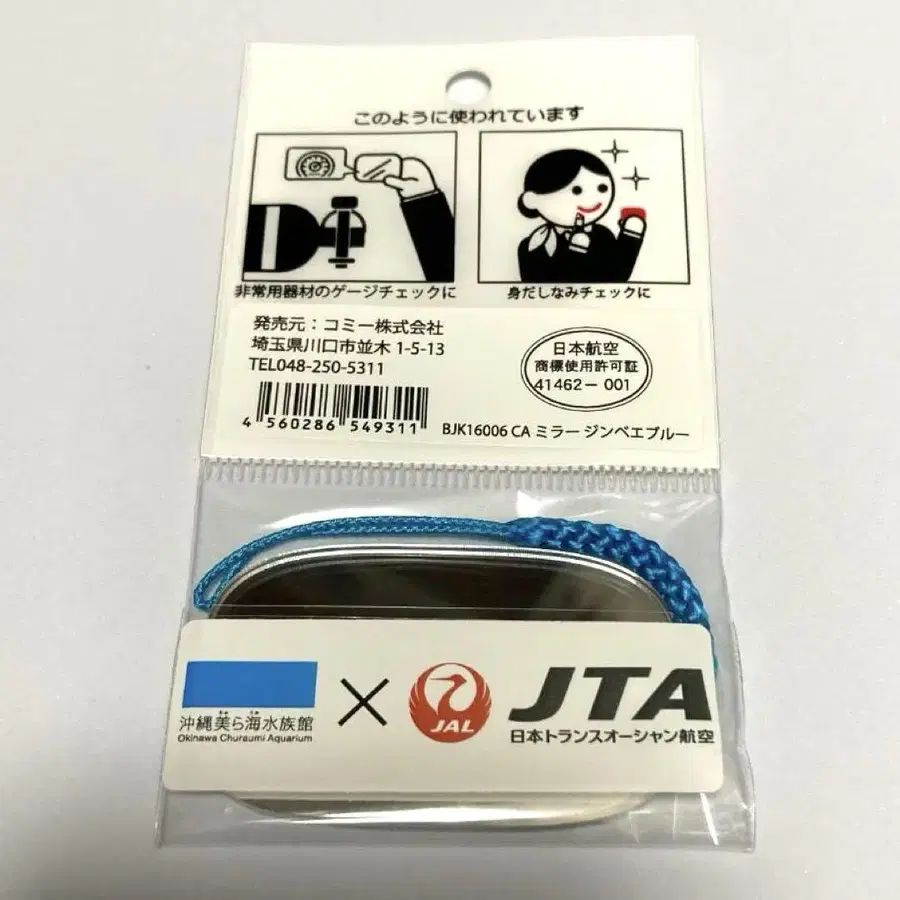 このように使われています
非常用器材のゲージチェックに
身だしなみチェックに
発売元：コミー株式会社
埼玉県川口市並木 1-5-13
TEL048-250-5311
日本航空
商標使用許可証
41462－ 001
4 560286 549311
BJK16006 CA ミラー ジンベエブルー
沖縄美ら海水族館
Okinawa Churaumi Aquarium
×
JAL
JTA
日本トランスオーシャン航空